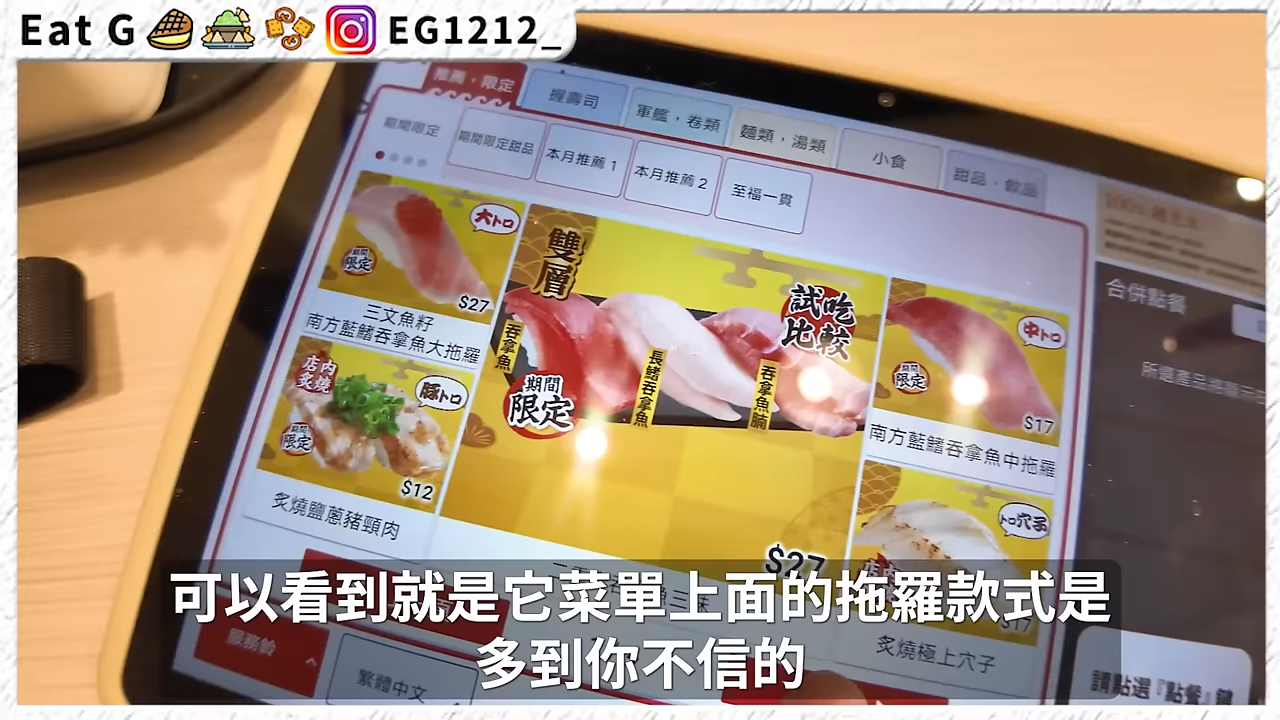 Eat G EG1212_
推薦・限定
握壽司
軍艦，卷類
麵類，湯類
小食
甜品・飲品
期間限定
期間限定甜品
本月推薦 1
本月推薦 2
至福一貫
大トロ
期間
限定
$27
三文魚籽
南方藍鰭吞拿魚大拖羅
店內
炙燒
豚トロ
期間
限定
$12
炙燒鹽蔥豬頸肉
雙層
試吃
比較
吞拿魚
長鰭吞拿魚
吞拿魚腩
期間
限定
$27
中トロ
期間
限定
$17
南方藍鰭吞拿魚中拖羅
トロ穴子
店內
$17
炙燒極上穴子
合併點餐
服務鈴
繁體中文
請點選『點餐』鍵
可以看到就是它菜單上面的拖羅款式是
多到你不信的